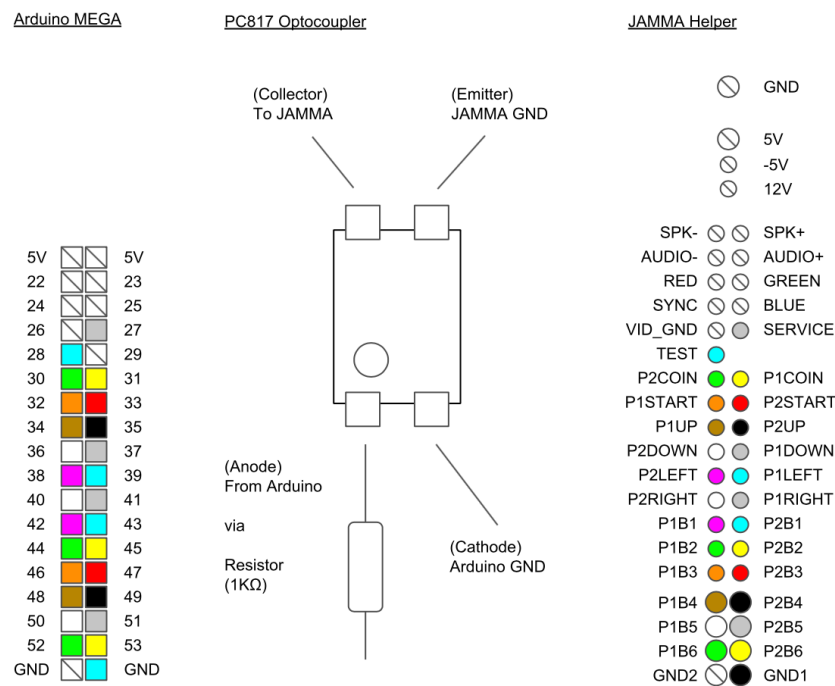 Arduino MEGA
PC817 Optocoupler
JAMMA Helper
(Collector)
To JAMMA
(Emitter)
JAMMA GND
GND
5V
-5V
12V
SPK- SPK+
AUDIO- AUDIO+
RED GREEN
SYNC BLUE
VID_GND SERVICE
TEST
P2COIN P1COIN
P1START P2START
P1UP P2UP
P2DOWN P1DOWN
P2LEFT P1LEFT
P2RIGHT P1RIGHT
P1B1 P2B1
P1B2 P2B2
P1B3 P2B3
P1B4 P2B4
P1B5 P2B5
P1B6 P2B6
GND2 GND1
5V 5V
22 23
24 25
26 27
28 29
30 31
32 33
34 35
36 37
38 39
40 41
42 43
44 45
46 47
48 49
50 51
52 53
GND GND
(Anode)
From Arduino
via
Resistor
(1KΩ)
(Cathode)
Arduino GND